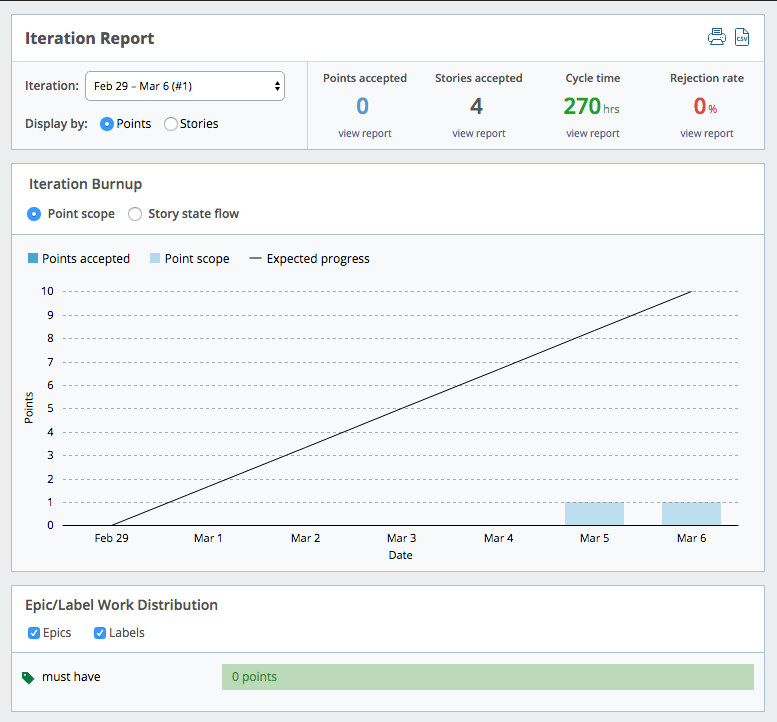 Iteration Report
CSV
Iteration: Feb 29 – Mar 6 (#1)
Display by: Points Stories
Points accepted
0
view report
Stories accepted
4
view report
Cycle time
270 hrs
view report
Rejection rate
0 %
view report
Iteration Burnup
Point scope Story state flow
Points accepted Point scope Expected progress
10
9
8
7
6
5
4
3
2
1
0
Points
Feb 29 Mar 1 Mar 2 Mar 3 Mar 4 Mar 5 Mar 6
Date
Epic/Label Work Distribution
Epics Labels
must have 0 points